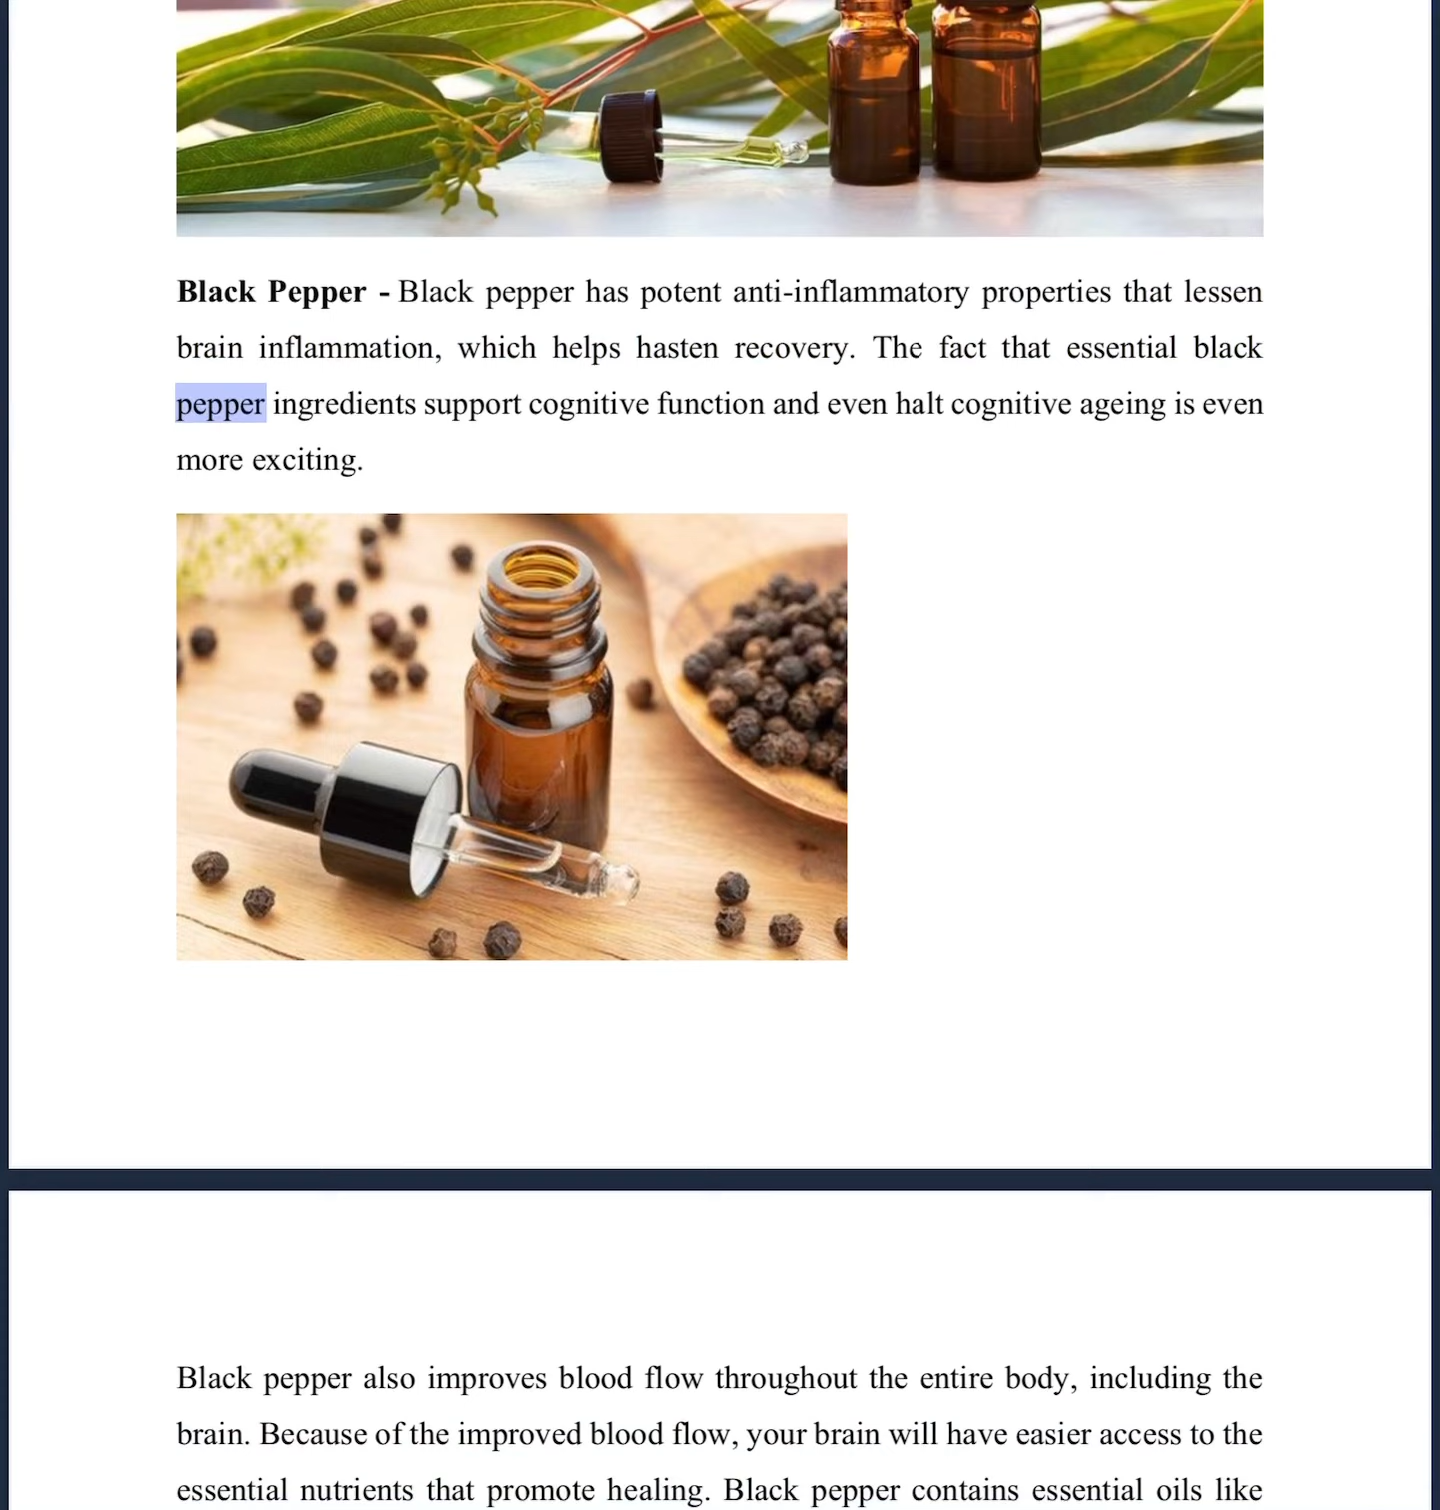 Black Pepper - Black pepper has potent anti-inflammatory properties that lessen
brain inflammation, which helps hasten recovery. The fact that essential black
pepper ingredients support cognitive function and even halt cognitive ageing is even
more exciting.
Black pepper also improves blood flow throughout the entire body, including the
brain. Because of the improved blood flow, your brain will have easier access to the
essential nutrients that promote healing. Black pepper contains essential oils like